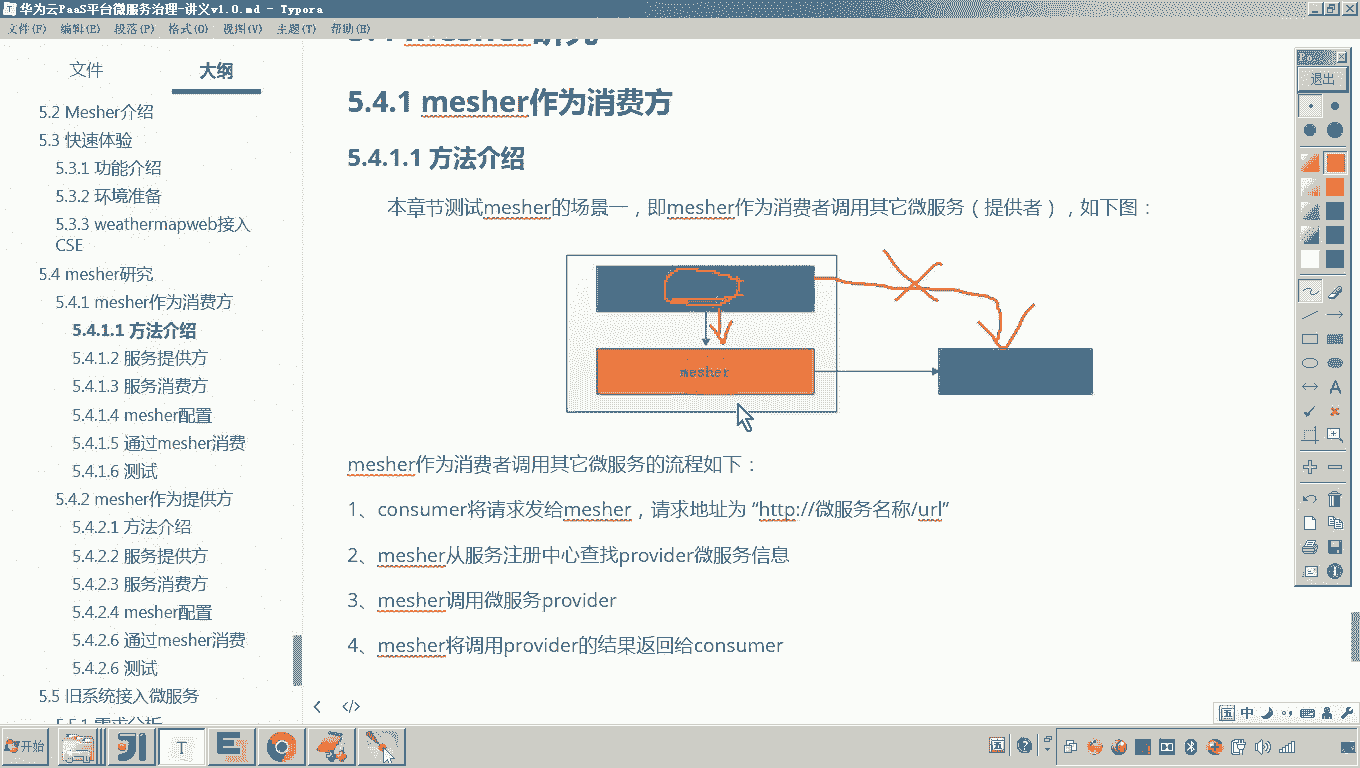 华为云PaaS平台微服务治理-讲义v1.0.md - Typora
文件(F) 编辑(E) 段落(P) 格式(O) 视图(V) 主题(T) 帮助(H)
文件 大纲
5.2 Mesher介绍
5.3 快速体验
5.3.1 功能介绍
5.3.2 环境准备
5.3.3 weathermapweb接入
CSE
5.4 mesher研究
5.4.1 mesher作为消费方
5.4.1.1 方法介绍
5.4.1.2 服务提供方
5.4.1.3 服务消费方
5.4.1.4 mesher配置
5.4.1.5 通过mesher消费
5.4.1.6 测试
5.4.2 mesher作为提供方
5.4.2.1 方法介绍
5.4.2.2 服务提供方
5.4.2.3 服务消费方
5.4.2.4 mesher配置
5.4.2.6 通过mesher消费
5.4.2.6 测试
5.5 旧系统接入微服务
5.5.1 需求分析
5.4 mesher研究
5.4.1 mesher作为消费方
5.4.1.1 方法介绍
本章节测试mesher的场景一，即mesher作为消费者调用其它微服务（提供者），如下图：
mesher
mesher作为消费者调用其它微服务的流程如下：
1、consumer将请求发给mesher，请求地址为 “http://微服务名称/url”
2、mesher从服务注册中心查找provider微服务信息
3、mesher调用微服务provider
4、mesher将调用provider的结果返回给consumer
退出
A
开始
T
国 中